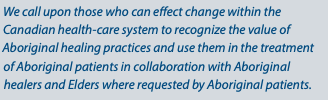 We call upon those who can effect change within the
Canadian health-care system to recognize the value of
Aboriginal healing practices and use them in the treatment
of Aboriginal patients in collaboration with Aboriginal
healers and Elders where requested by Aboriginal patients.